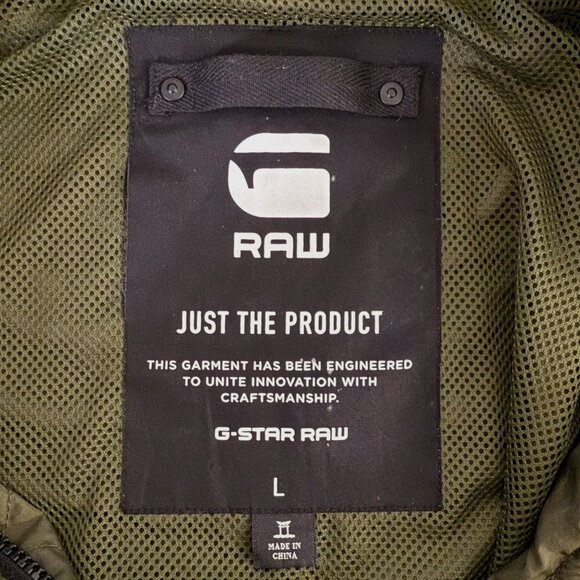 RAW
JUST THE PRODUCT
THIS GARMENT HAS BEEN ENGINEERED
TO UNITE INNOVATION WITH
CRAFTSMANSHIP.
G-STAR RAW
L
MADE IN
CHINA